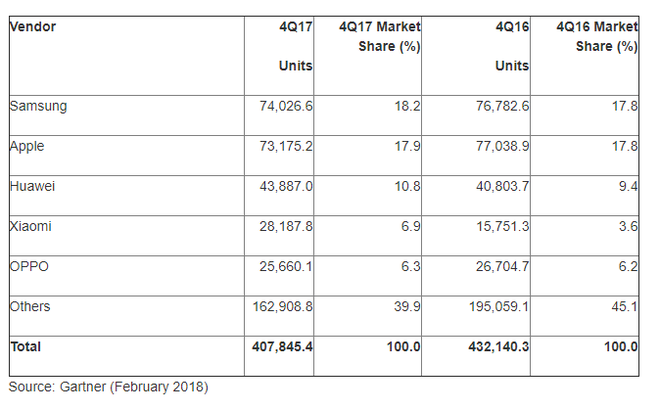 Vendor 4Q17 4Q17 Market 4Q16 4Q16 Market
Share (%) Share (%)
Units Units
Samsung 74,026.6 18.2 76,782.6 17.8
Apple 73,175.2 17.9 77,038.9 17.8
Huawei 43,887.0 10.8 40,803.7 9.4
Xiaomi 28,187.8 6.9 15,751.3 3.6
OPPO 25,660.1 6.3 26,704.7 6.2
Others 162,908.8 39.9 195,059.1 45.1
Total 407,845.4 100.0 432,140.3 100.0
Source: Gartner (February 2018)